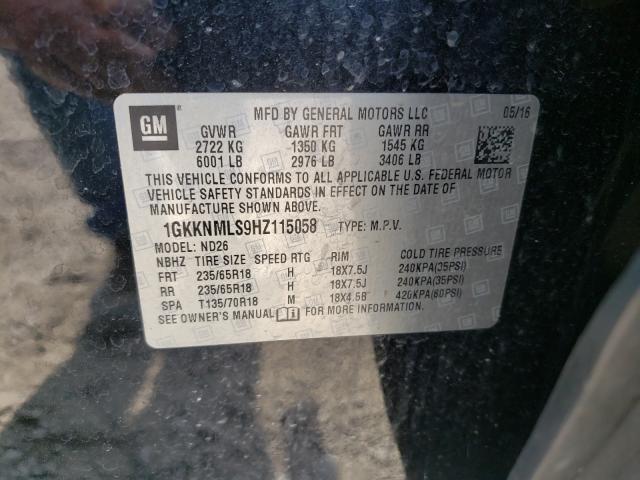 GM
MFD BY GENERAL MOTORS LLC 05/16
GVWR GAWR FRT GAWR RR
2722 KG 1350 KG 1545 KG
6001 LB 2976 LB 3406 LB
THIS VEHICLE CONFORMS TO ALL APPLICABLE U.S. FEDERAL MOTOR
VEHICLE SAFETY STANDARDS IN EFFECT ON THE DATE OF
MANUFACTURE SHOWN ABOVE.
1GKKNMLS9HZ115058 TYPE: M.P.V.
MODEL: ND26
NBHZ TIRE SIZE SPEED RTG RIM COLD TIRE PRESSURE
FRT 235/65R18 H 18X7.5J 240KPA(35PSI)
RR 235/65R18 H 18X7.5J 240KPA(35PSI)
SPA T135/70R18 M 18X4.5B 420KPA(60PSI)
SEE OWNER'S MANUAL FOR MORE INFORMATION.